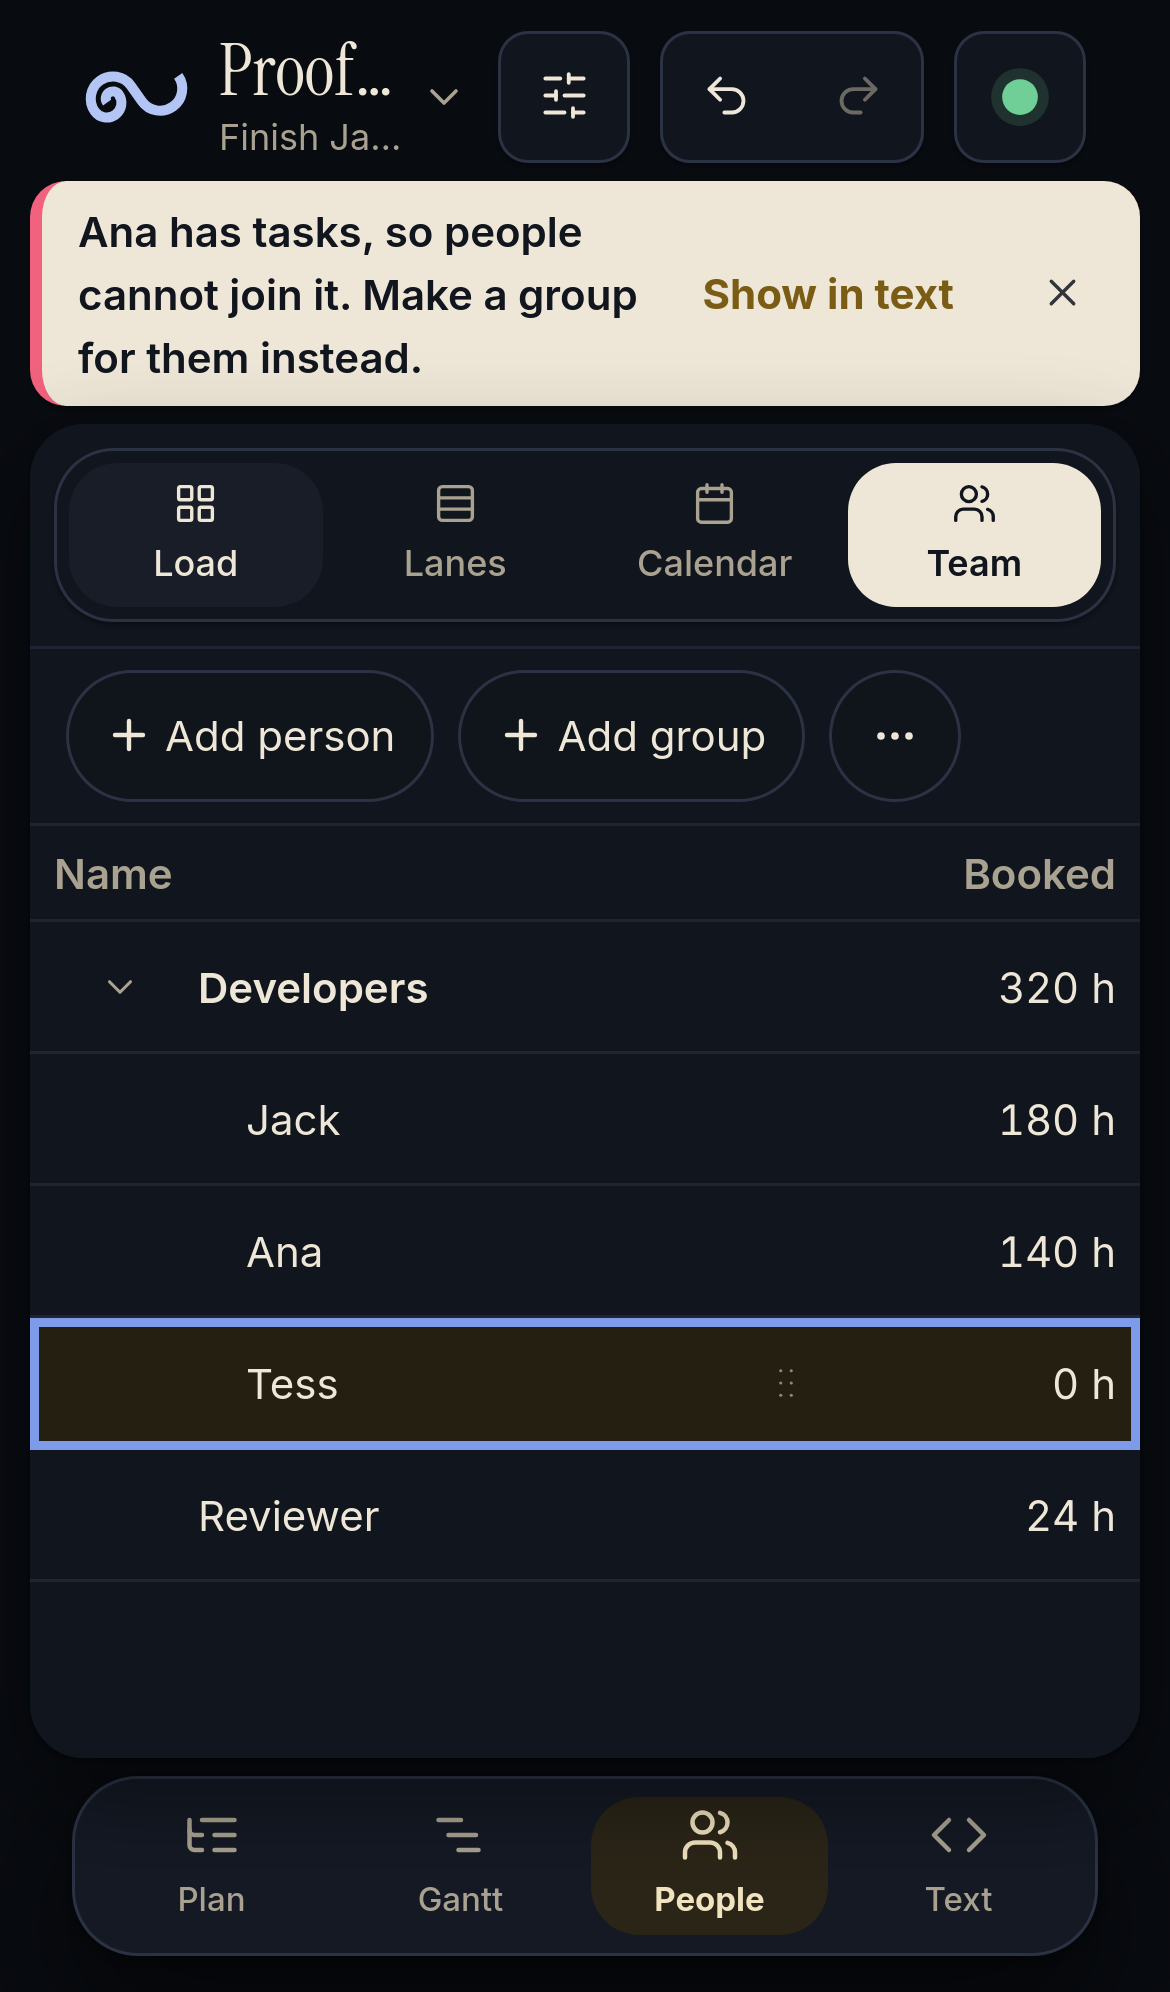 Proof...
Finish Ja...
Ana has tasks, so people
cannot join it. Make a group
for them instead.
Show in text
Load
Lanes
Calendar
Team
Add person
Add group
Name
Booked
Developers
320 h
Jack
180 h
Ana
140 h
Tess
0 h
Reviewer
24 h
Plan
Gantt
People
Text